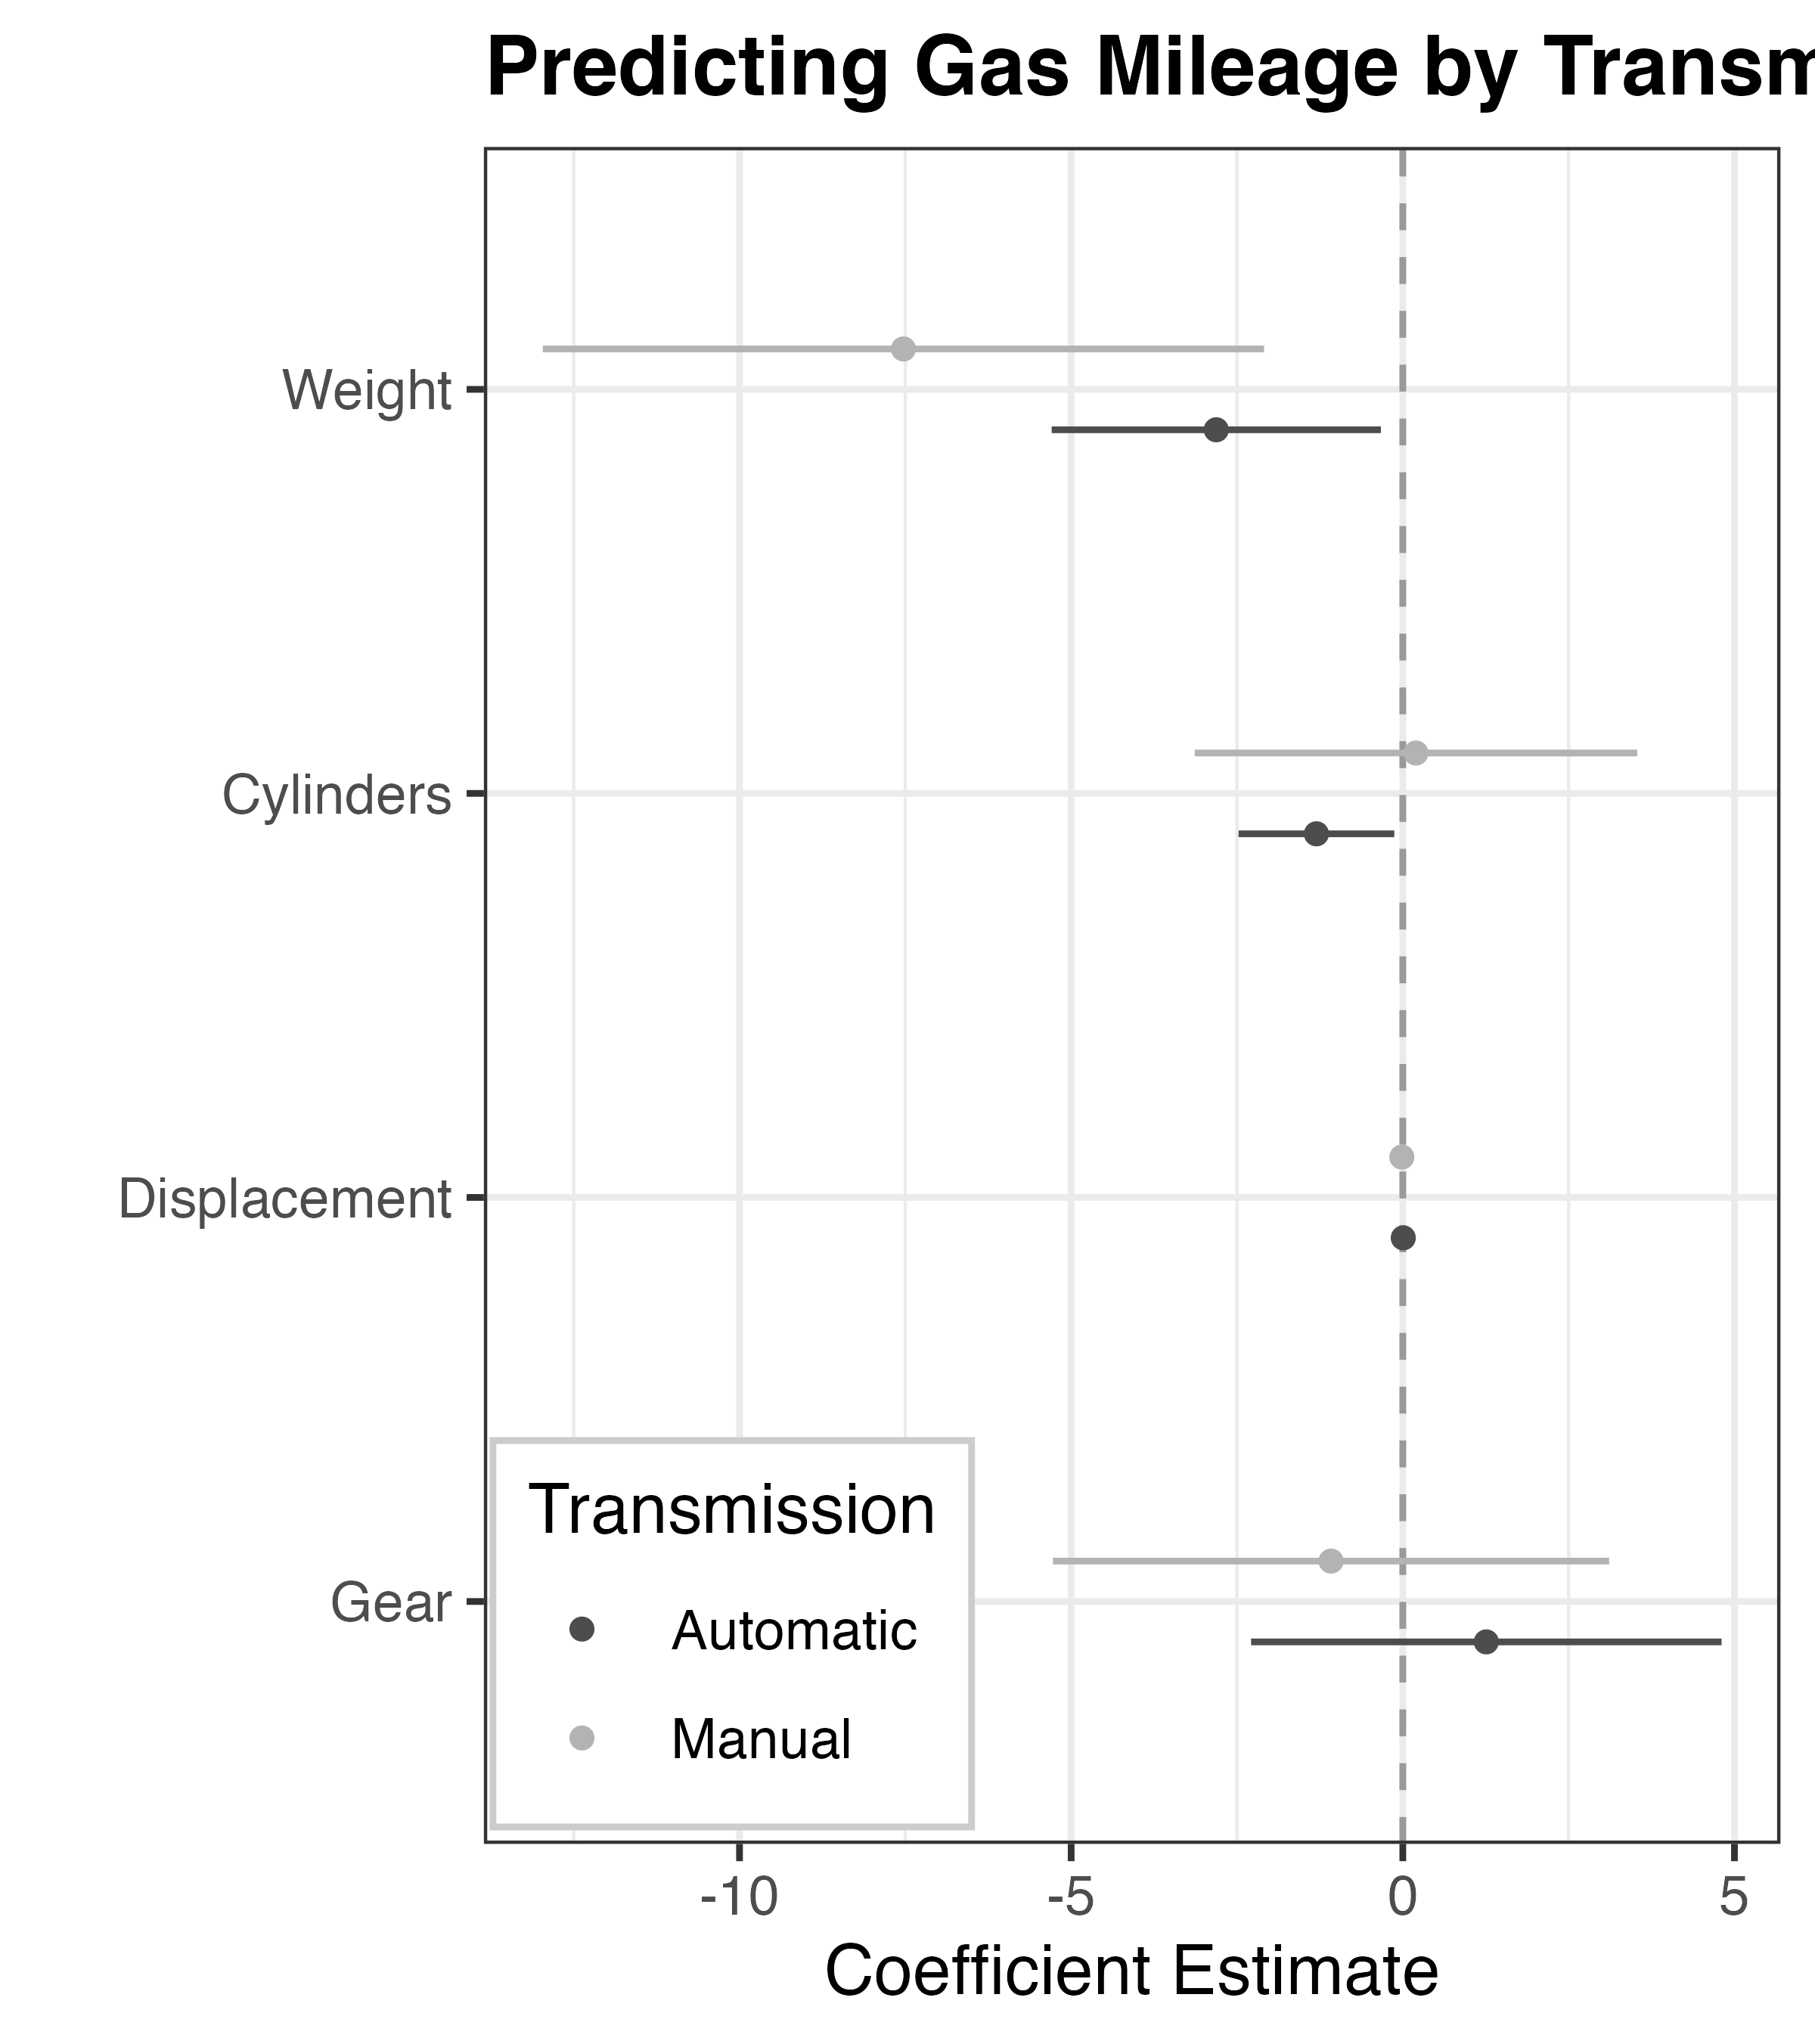 Predicting Gas Mileage by Transm
Weight
Cylinders
Displacement
Gear
Transmission
Automatic
Manual
-10 -5 0 5
Coefficient Estimate